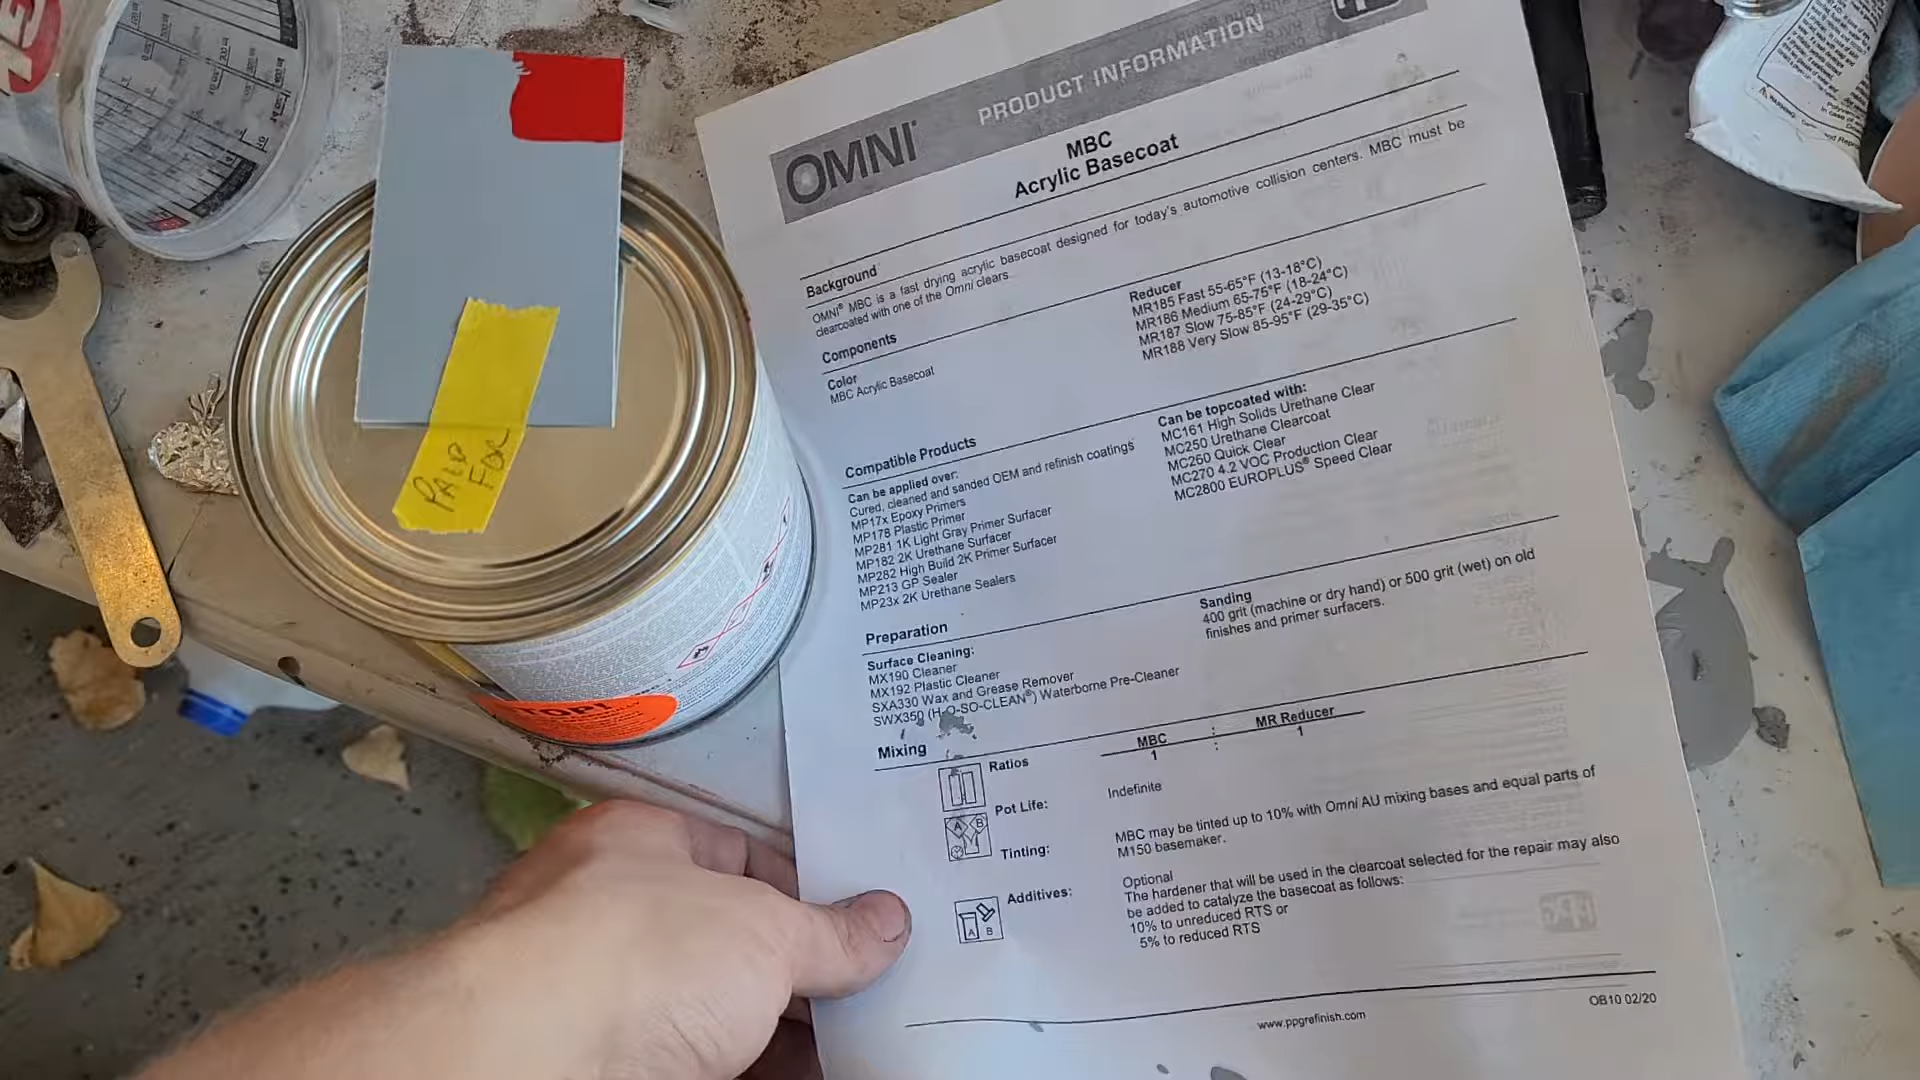 OMNI® PRODUCT INFORMATION
MBC
Acrylic Basecoat
Background
OMNI® MBC is a fast drying acrylic basecoat designed for today's automotive collision centers. MBC must be
clearcoated with one of the Omni clears.
Components
Color
MBC Acrylic Basecoat
Reducer
MR185 Fast 55-65°F (13-18°C)
MR186 Medium 65-75°F (18-24°C)
MR187 Slow 75-85°F (24-29°C)
MR188 Very Slow 85-95°F (29-35°C)
Compatible Products
Can be applied over:
Cured, cleaned and sanded OEM and refinish coatings
MP17x Epoxy Primers
MP178 Plastic Primer
MP281 1K Light Gray Primer Surfacer
MP182 2K Urethane Surfacer
MP282 High Build 2K Primer Surfacer
MP213 GP Sealer
MP23x 2K Urethane Sealers
Can be topcoated with:
MC161 High Solids Urethane Clear
MC250 Urethane Clearcoat
MC260 Quick Clear
MC270 4.2 VOC Production Clear
MC2800 EUROPLUS® Speed Clear
Preparation
Surface Cleaning:
MX190 Cleaner
MX192 Plastic Cleaner
SXA330 Wax and Grease Remover
SWX350 (H-O-SO-CLEAN®) Waterborne Pre-Cleaner
Sanding
400 grit (machine or dry hand) or 500 grit (wet) on old
finishes and primer surfacers.
Mixing
Ratios
MBC : MR Reducer
1 : 1
Pot Life:
Indefinite
Tinting:
MBC may be tinted up to 10% with Omni AU mixing bases and equal parts of
M150 basemaker.
Additives:
Optional
The hardener that will be used in the clearcoat selected for the repair may also
be added to catalyze the basecoat as follows:
10% to unreduced RTS or
5% to reduced RTS
A B
A B
OB10 02/20
www.ppgrefinish.com
PAID
FOR